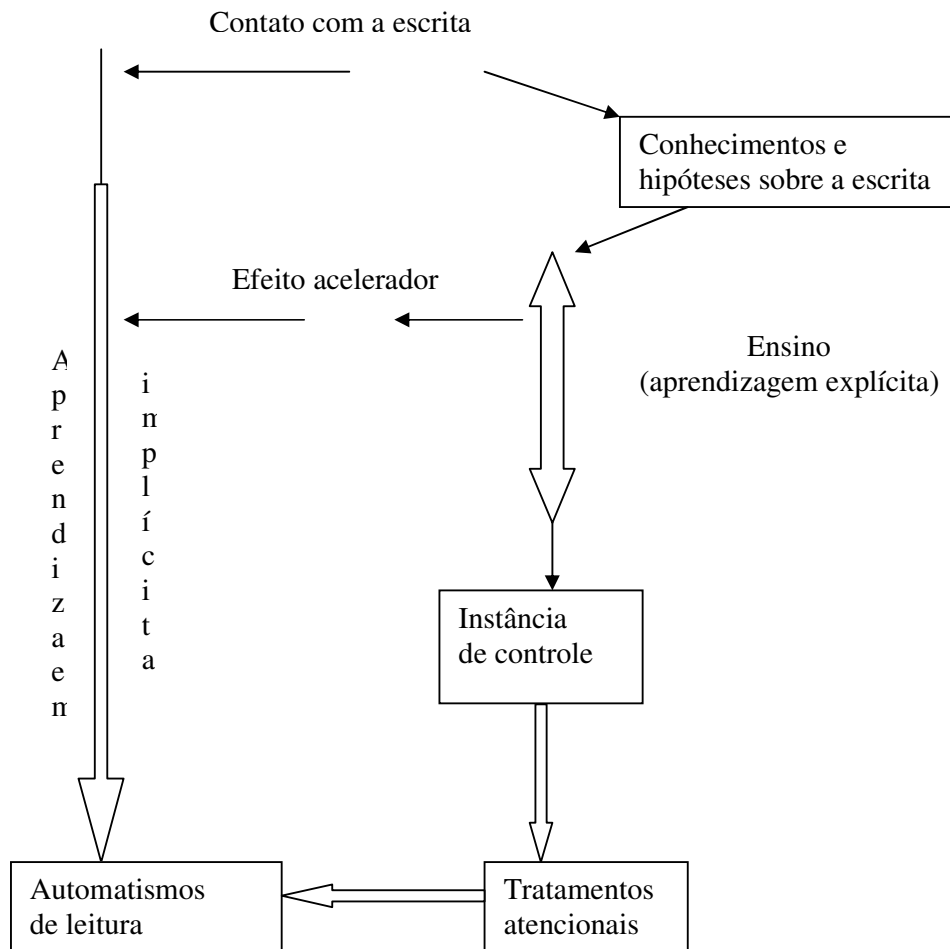 Contato com a escrita
Conhecimentos e
hipóteses sobre a escrita
Efeito acelerador
Ensino
(aprendizagem explícita)
Aprendizaem
implícita
Instância
de controle
Automatismos
de leitura
Tratamentos
atencionais